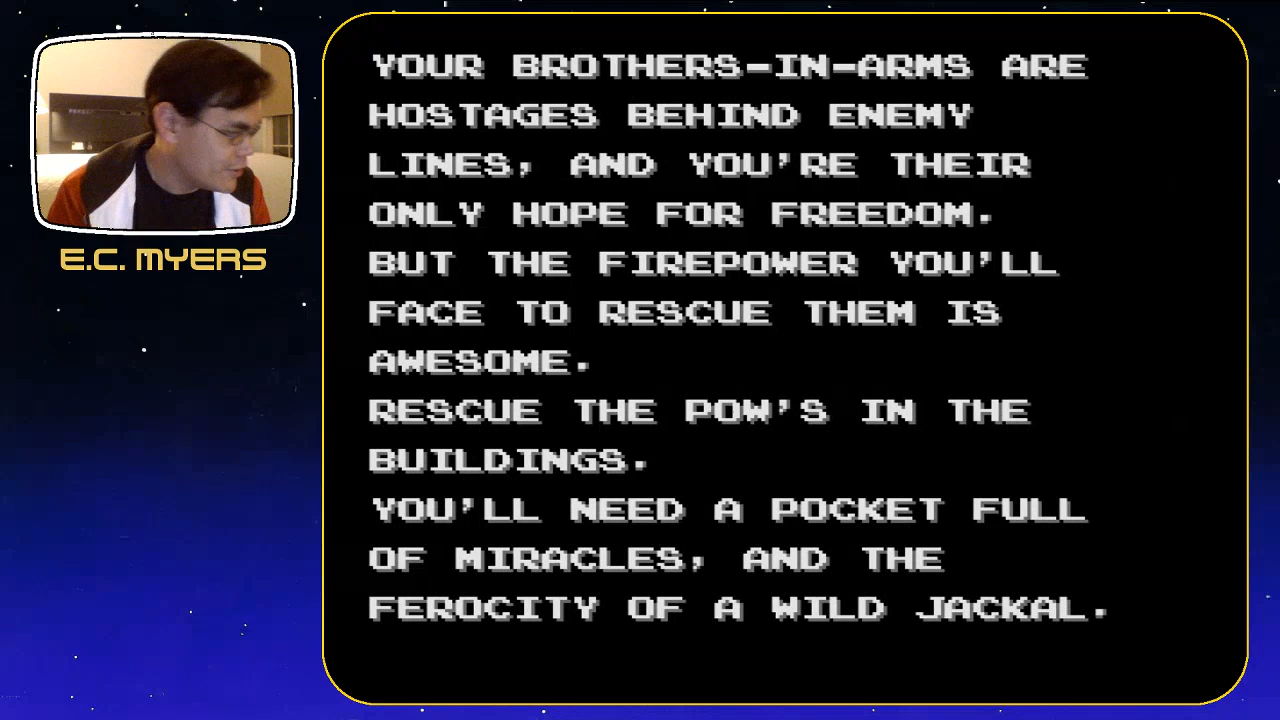 E.C. MYERS
YOUR BROTHERS-IN-ARMS ARE
HOSTAGES BEHIND ENEMY
LINES, AND YOU'RE THEIR
ONLY HOPE FOR FREEDOM.
BUT THE FIREPOWER YOU'LL
FACE TO RESCUE THEM IS
AWESOME.
RESCUE THE POW'S IN THE
BUILDINGS.
YOU'LL NEED A POCKET FULL
OF MIRACLES, AND THE
FEROCITY OF A WILD JACKAL.